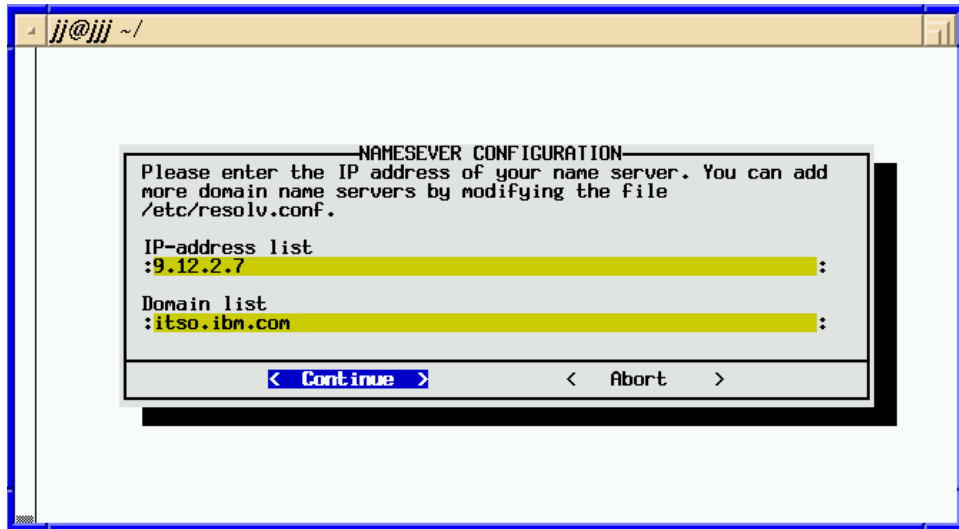 jj@jjj ~/
NAMESEVER CONFIGURATION
Please enter the IP address of your name server. You can add
more domain name servers by modifying the file
/etc/resolv.conf.
IP-address list
:9.12.2.7 :
Domain list
:itso.ibm.com :
< Continue > < Abort >